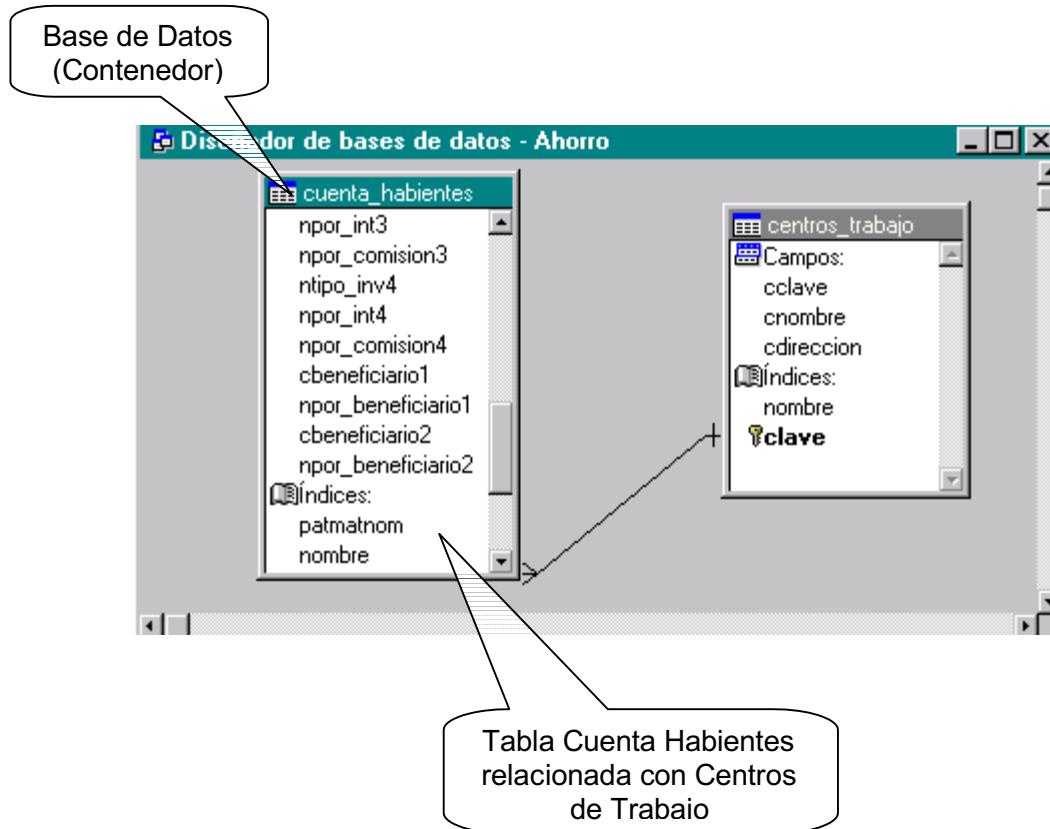 Base de Datos
(Contenedor)
Diseñador de bases de datos - Ahorro
cuenta_habientes
npor_int3
npor_comision3
ntipo_inv4
npor_int4
npor_comision4
cbeneficiario1
npor_beneficiario1
cbeneficiario2
npor_beneficiario2
Índices:
patmatnom
nombre
centros_trabajo
Campos:
cclave
cnombre
cdireccion
Índices:
nombre
clave
Tabla Cuenta Habientes
relacionada con Centros
de Trabajo